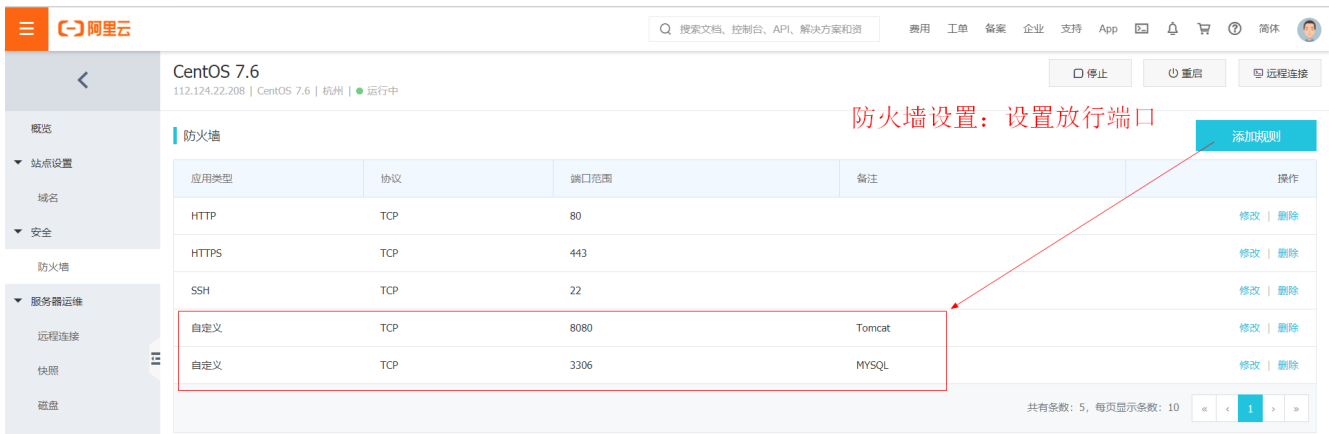 阿里云
搜索文档、控制台、API、解决方案和资
费用 工单 备案 企业 支持 App 简体
CentOS 7.6
112.124.22.208 | CentOS 7.6 | 杭州 | 运行中
停止 重启 远程连接
概览
站点设置
域名
安全
防火墙
服务器运维
远程连接
快照
磁盘
防火墙设置：设置放行端口
防火墙
添加规则
应用类型 协议 端口范围 备注 操作
HTTP TCP 80 修改 | 删除
HTTPS TCP 443 修改 | 删除
SSH TCP 22 修改 | 删除
自定义 TCP 8080 Tomcat 修改 | 删除
自定义 TCP 3306 MYSQL 修改 | 删除
共有条数：5，每页显示条数：10 « ‹ 1 › »